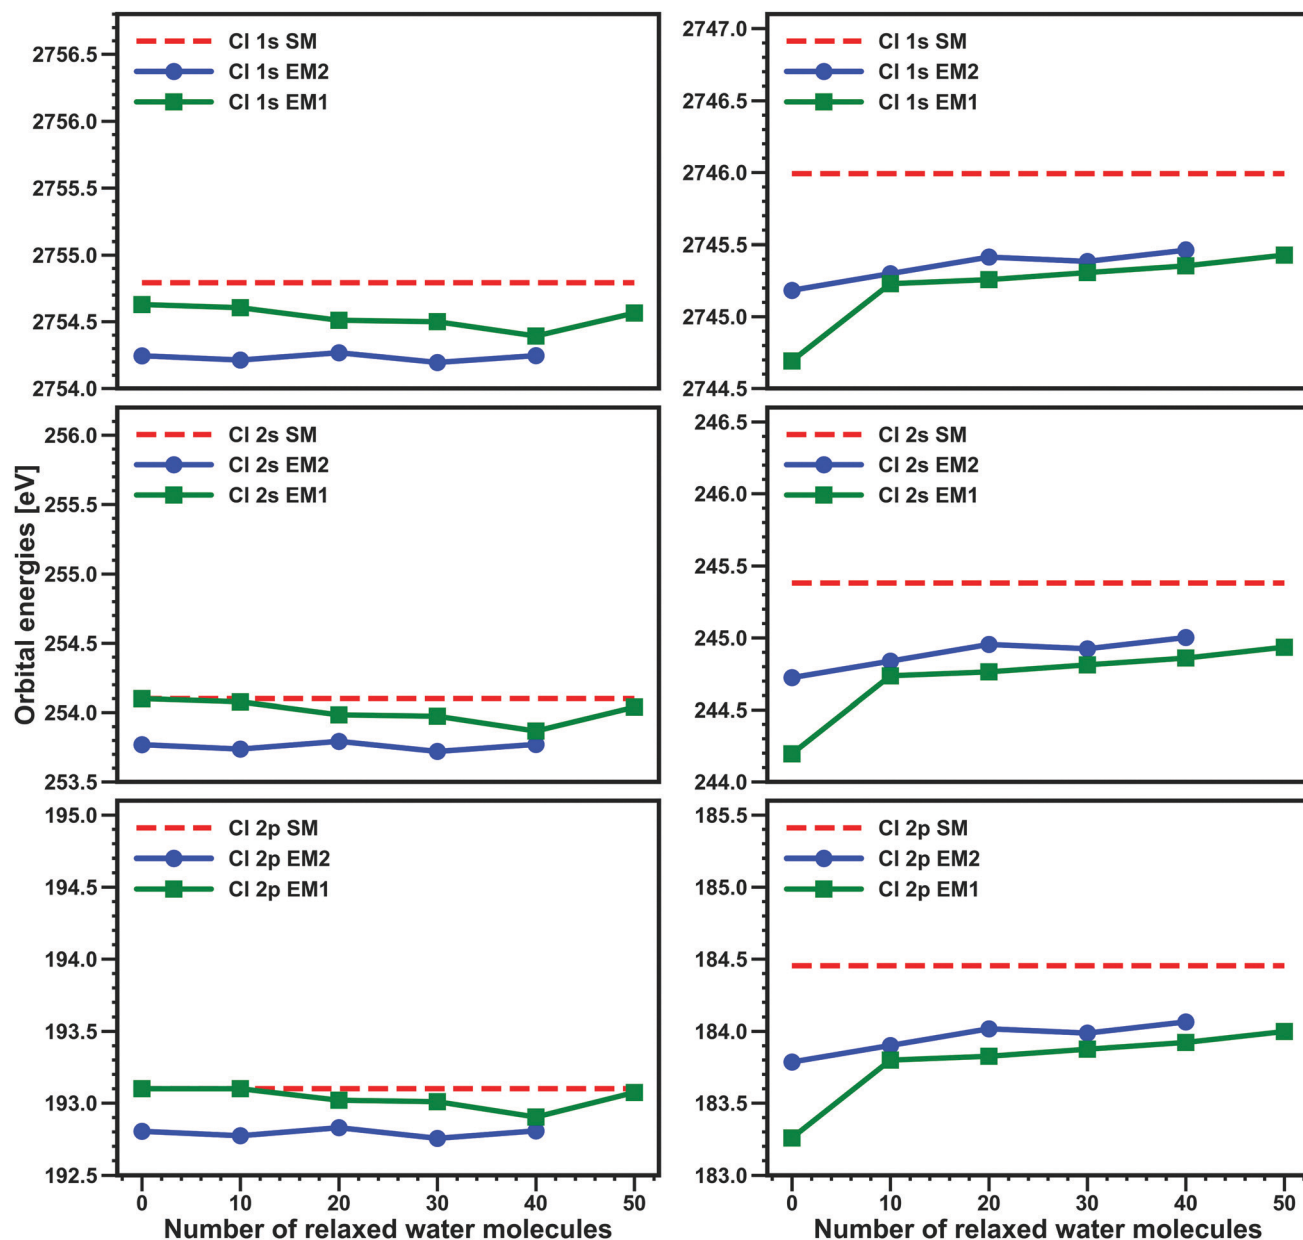 Orbital energies [eV]
Cl 1s SM
Cl 1s EM2
Cl 1s EM1
2756.5
2756.0
2755.5
2755.0
2754.5
2754.0
Cl 1s SM
Cl 1s EM2
Cl 1s EM1
2747.0
2746.5
2746.0
2745.5
2745.0
2744.5
Cl 2s SM
Cl 2s EM2
Cl 2s EM1
256.0
255.5
255.0
254.5
254.0
253.5
Cl 2s SM
Cl 2s EM2
Cl 2s EM1
246.5
246.0
245.5
245.0
244.5
244.0
Cl 2p SM
Cl 2p EM2
Cl 2p EM1
195.0
194.5
194.0
193.5
193.0
192.5
0 10 20 30 40 50
Number of relaxed water molecules
Cl 2p SM
Cl 2p EM2
Cl 2p EM1
185.5
185.0
184.5
184.0
183.5
183.0
0 10 20 30 40 50
Number of relaxed water molecules